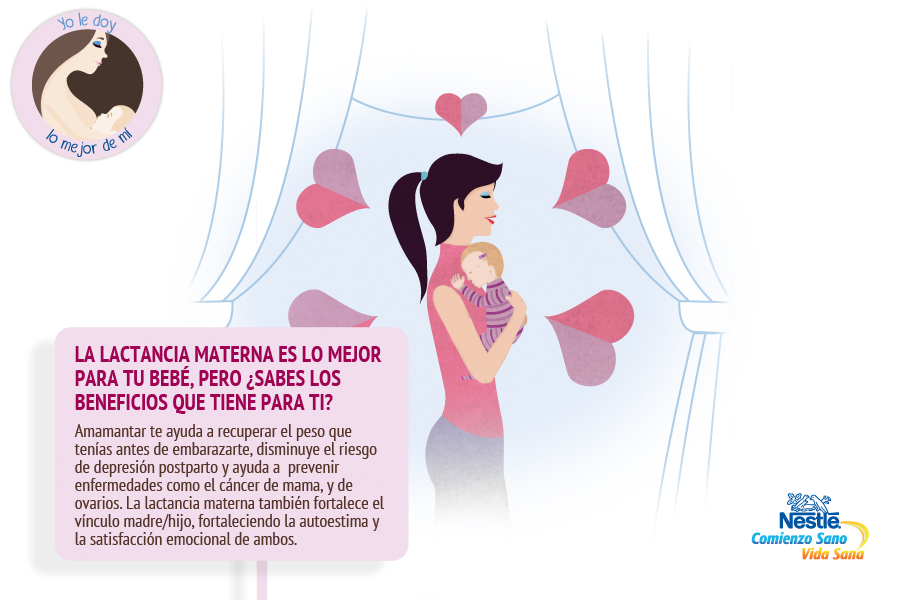 Yo le doy
lo mejor de mí
LA LACTANCIA MATERNA ES LO MEJOR
PARA TU BEBÉ, PERO ¿SABES LOS
BENEFICIOS QUE TIENE PARA TI?
Amamantar te ayuda a recuperar el peso que
tenías antes de embarazarte, disminuye el riesgo
de depresión postparto y ayuda a  prevenir
enfermedades como el cáncer de mama, y de
ovarios. La lactancia materna también fortalece el
vínculo madre/hijo, fortaleciendo la autoestima y
la satisfacción emocional de ambos.
Nestlé
Comienzo Sano
Vida Sana